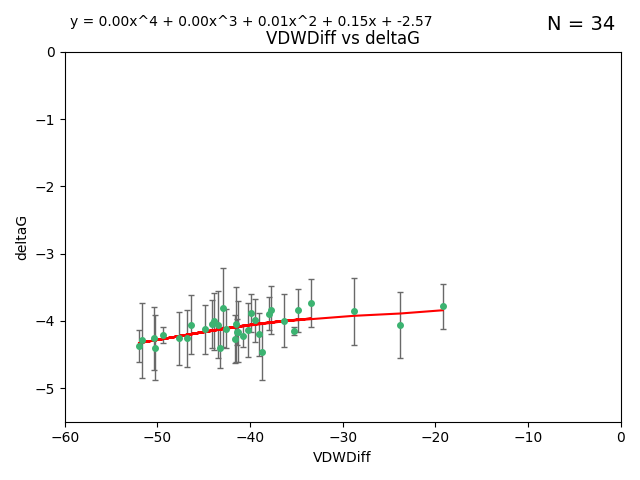 y = 0.00x^4 + 0.00x^3 + 0.01x^2 + 0.15x + -2.57
N = 34
VDWDiff vs deltaG
0
−1
−2
−3
−4
−5
deltaG
−60 −50 −40 −30 −20 −10 0
VDWDiff